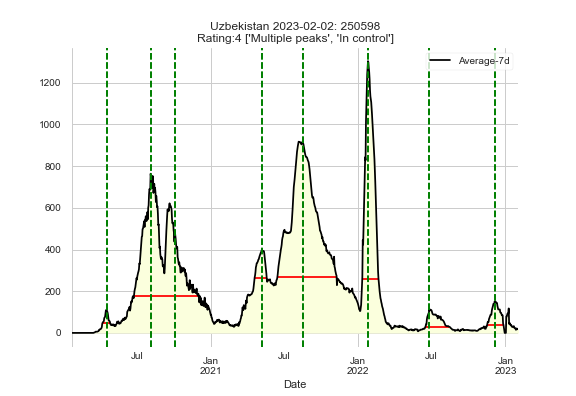 Uzbekistan 2023-02-02: 250598
Rating:4 ['Multiple peaks', 'In control']
Average-7d
1200
1000
800
600
400
200
0
Jul
Jan
2021
Jul
Jan
2022
Jul
Jan
2023
Date